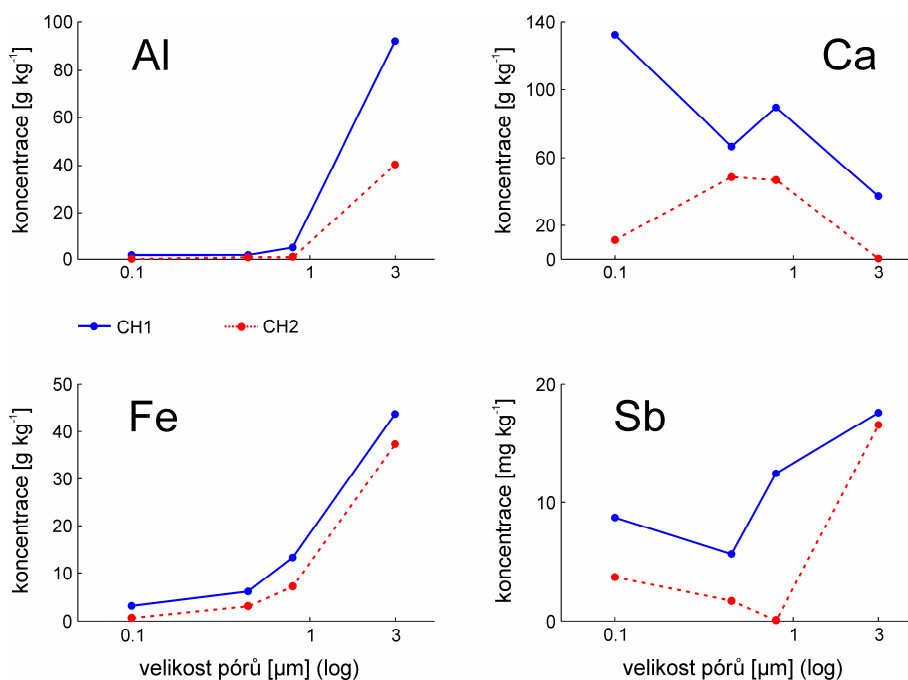 Al
koncentrace [g kg⁻¹]
100
80
60
40
20
0
0.1
1
3
Ca
koncentrace [g kg⁻¹]
140
100
60
20
0
0.1
1
3
CH1
CH2
Fe
koncentrace [g kg⁻¹]
50
40
30
20
10
0
0.1
1
3
velikost pórů [µm] (log)
Sb
koncentrace [mg kg⁻¹]
20
10
0
0.1
1
3
velikost pórů [µm] (log)